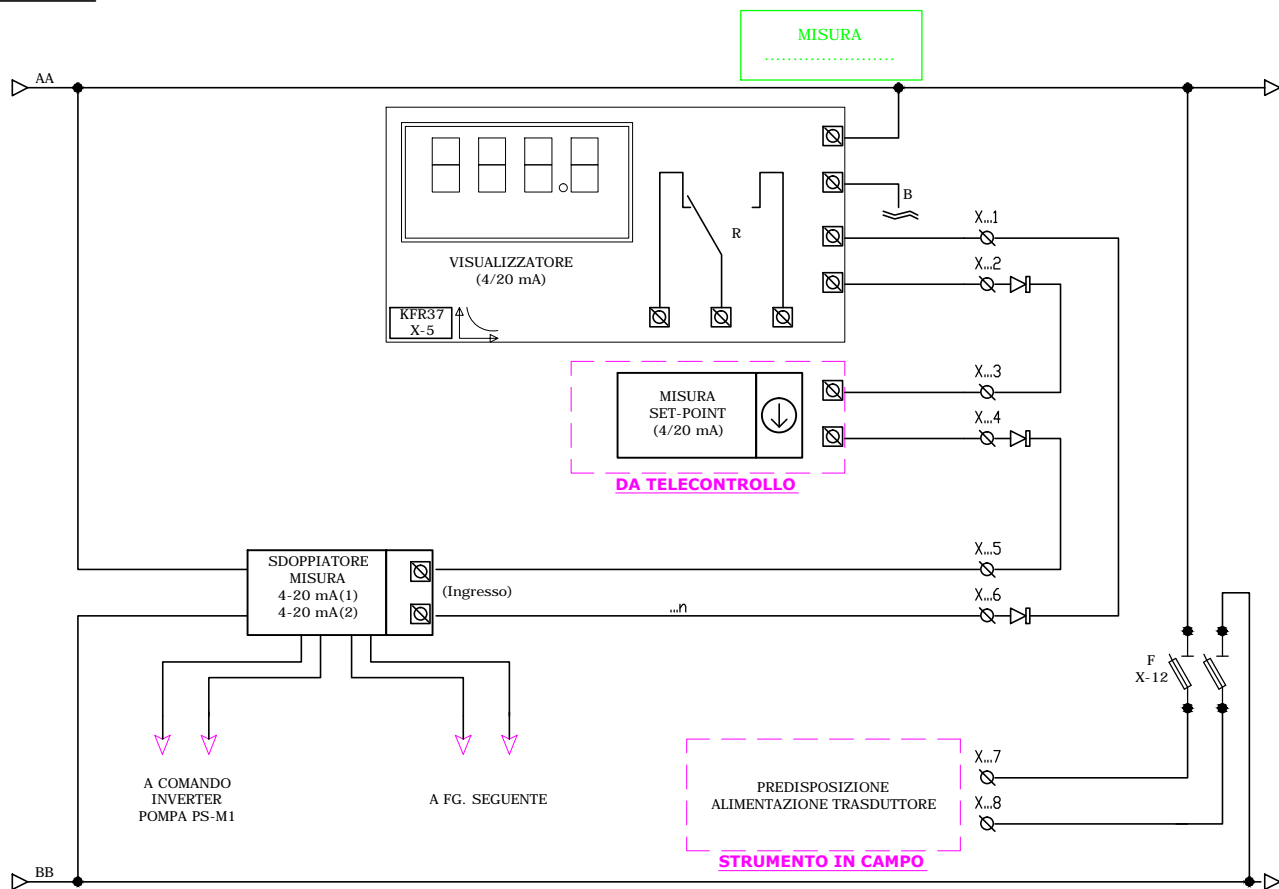 MISURA
......................
AA
VISUALIZZATORE
(4/20 mA)
R
B
KFR37
X-5
X...1
X...2
X...3
X...4
MISURA
SET-POINT
(4/20 mA)
DA TELECONTROLLO
SDOPPIATORE
MISURA
4-20 mA(1)
4-20 mA(2)
(Ingresso)
...n
X...5
X...6
F
X-12
A COMANDO
INVERTER
POMPA PS-M1
A FG. SEGUENTE
PREDISPOSIZIONE
ALIMENTAZIONE TRASDUTTORE
X...7
X...8
STRUMENTO IN CAMPO
BB